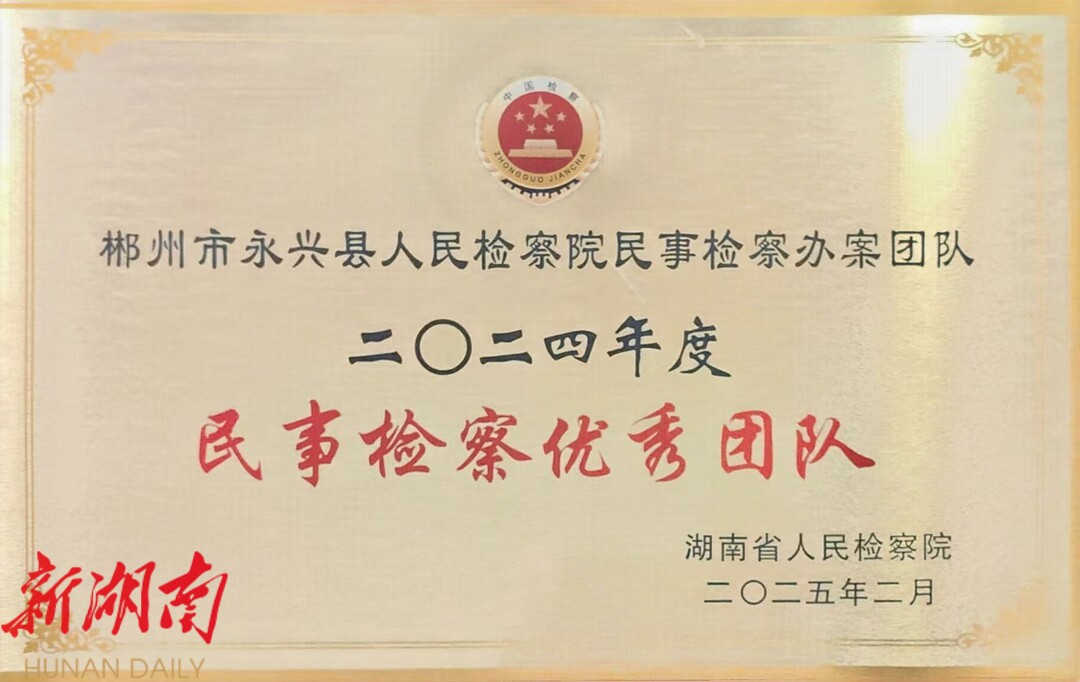 中国检察
ZHONGGUO JIANCHA
郴州市永兴县人民检察院民事检察办案团队
二〇二四年度
民事检察优秀团队
湖南省人民检察院
二〇二五年二月
新湖南
HUNAN DAILY